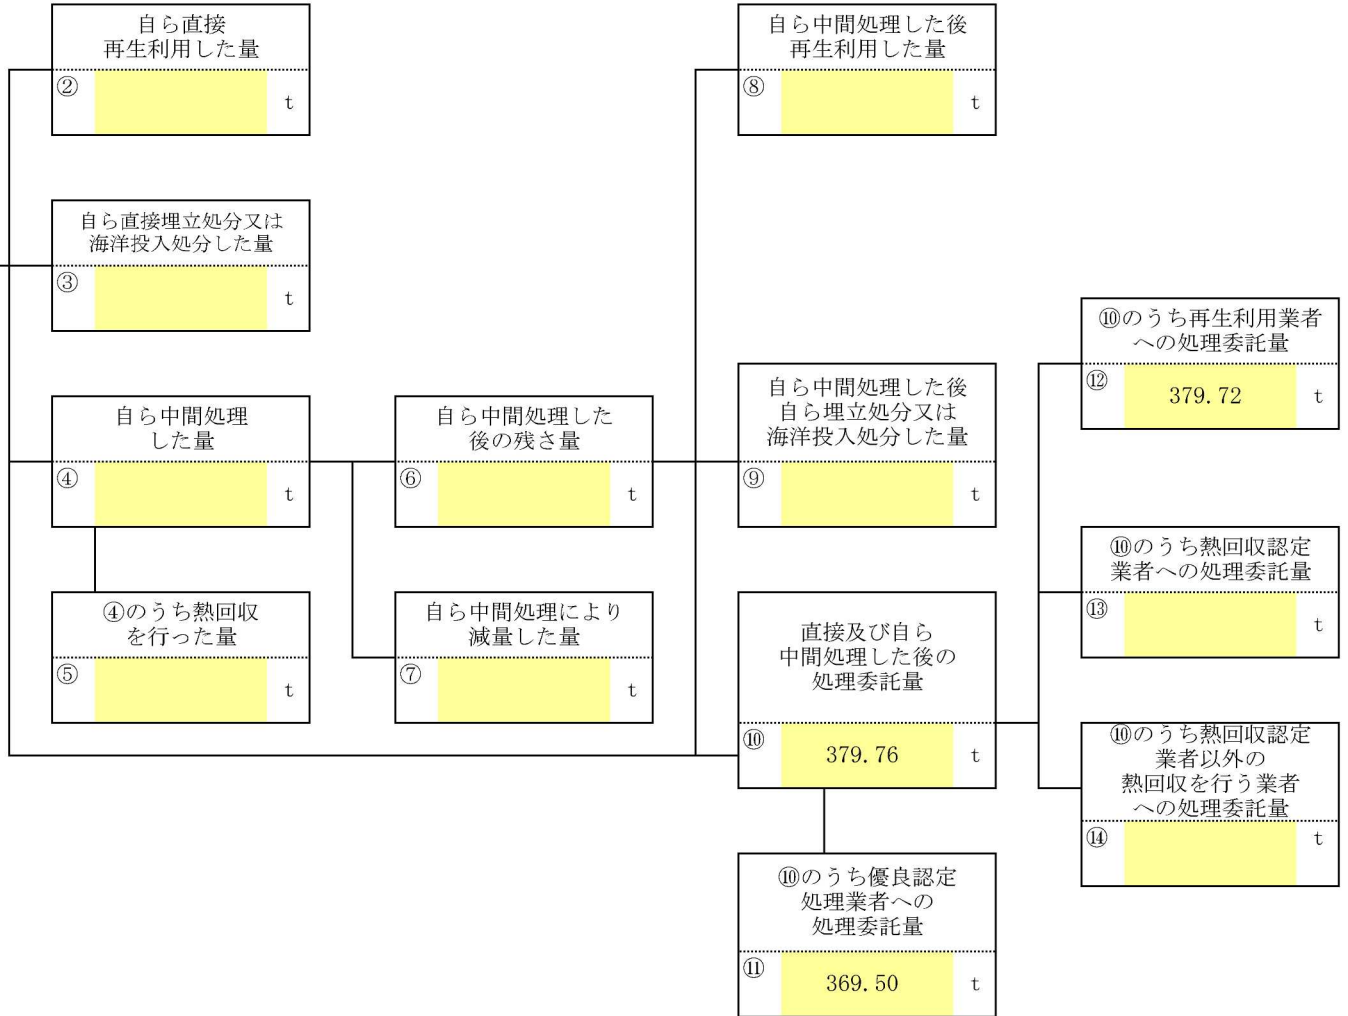 自ら直接
再生利用した量
② t
自ら中間処理した後
再生利用した量
⑧ t
自ら直接埋立処分又は
海洋投入処分した量
③ t
⑩のうち再生利用業者
への処理委託量
⑫ 379.72 t
自ら中間処理
した量
④ t
自ら中間処理した
後の残さ量
⑥ t
自ら中間処理した後
自ら埋立処分又は
海洋投入処分した量
⑨ t
⑩のうち熱回収認定
業者への処理委託量
⑬ t
④のうち熱回収
を行った量
⑤ t
自ら中間処理により
減量した量
⑦ t
直接及び自ら
中間処理した後の
処理委託量
⑩ 379.76 t
⑩のうち熱回収認定
業者以外の
熱回収を行う業者
への処理委託量
⑭ t
⑩のうち優良認定
処理業者への
処理委託量
⑪ 369.50 t